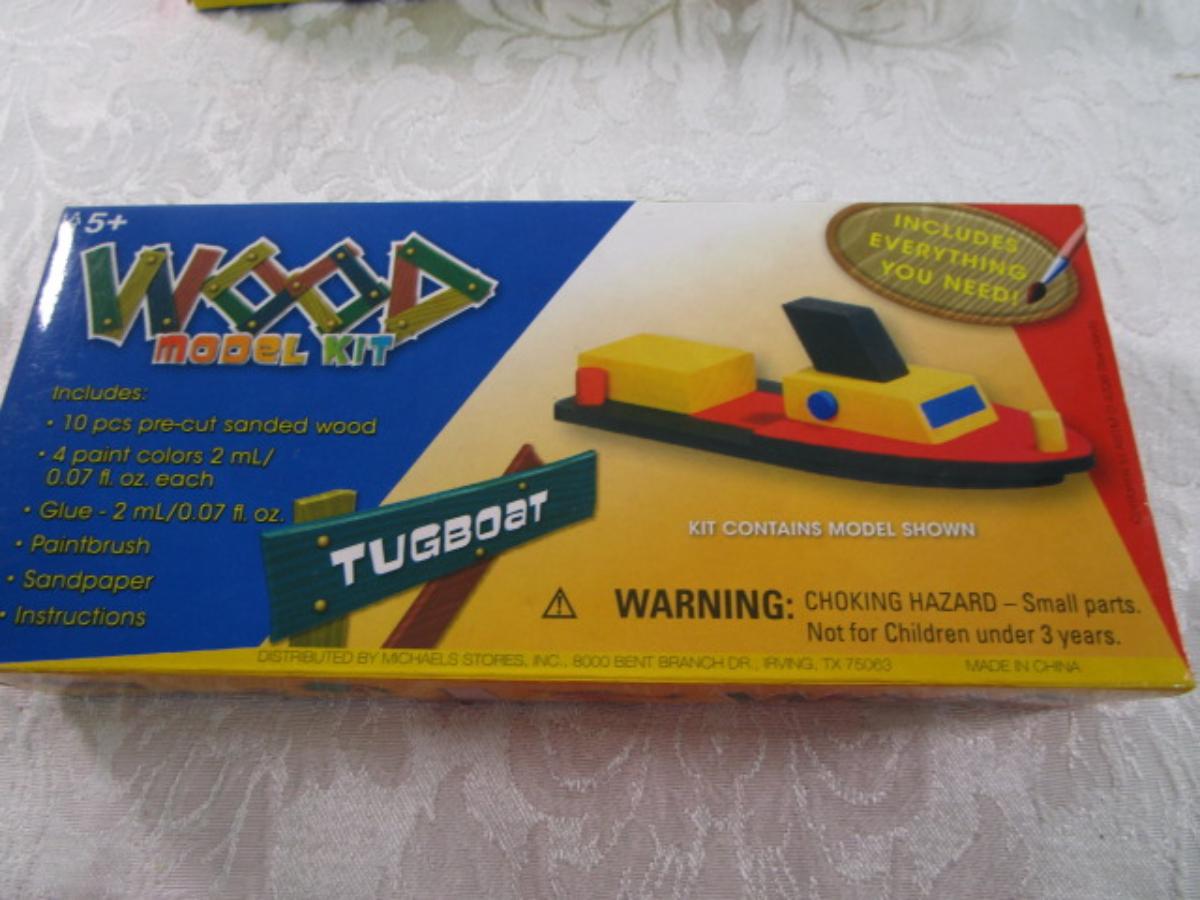 5+
WOOD
MODEL KIT
Includes:
• 10 pcs pre-cut sanded wood
• 4 paint colors 2 mL/
0.07 fl. oz. each
• Glue - 2 mL/0.07 fl. oz.
• Paintbrush
• Sandpaper
• Instructions
TUGBOAT
INCLUDES
EVERYTHING
YOU NEED!
KIT CONTAINS MODEL SHOWN
WARNING: CHOKING HAZARD – Small parts.
Not for Children under 3 years.
DISTRIBUTED BY MICHAELS STORES, INC., 8000 BENT BRANCH DR., IRVING, TX 75063 MADE IN CHINA